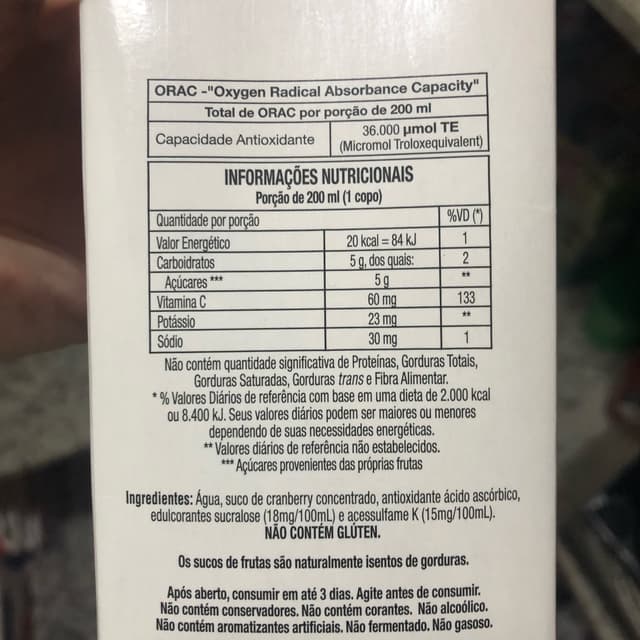 ORAC -"Oxygen Radical Absorbance Capacity"
Total de ORAC por porção de 200 ml
Capacidade Antioxidante 36.000 µmol TE
(Micromol Troloxequivalent)
INFORMAÇÕES NUTRICIONAIS
Porção de 200 ml (1 copo)
Quantidade por porção %VD (*)
Valor Energético 20 kcal = 84 kJ 1
Carboidratos 5 g, dos quais: 2
Açúcares *** 5 g **
Vitamina C 60 mg 133
Potássio 23 mg **
Sódio 30 mg 1
Não contém quantidade significativa de Proteínas, Gorduras Totais,
Gorduras Saturadas, Gorduras trans e Fibra Alimentar.
* % Valores Diários de referência com base em uma dieta de 2.000 kcal
ou 8.400 kJ. Seus valores diários podem ser maiores ou menores
dependendo de suas necessidades energéticas.
** Valores diários de referência não estabelecidos.
*** Açúcares provenientes das próprias frutas
Ingredientes: Água, suco de cranberry concentrado, antioxidante ácido ascórbico,
edulcorantes sucralose (18mg/100mL) e acessulfame K (15mg/100mL).
NÃO CONTÉM GLÚTEN.
Os sucos de frutas são naturalmente isentos de gorduras.
Após aberto, consumir em até 3 dias. Agite antes de consumir.
Não contém conservadores. Não contém corantes. Não alcoólico.
Não contém aromatizantes artificiais. Não fermentado. Não gasoso.